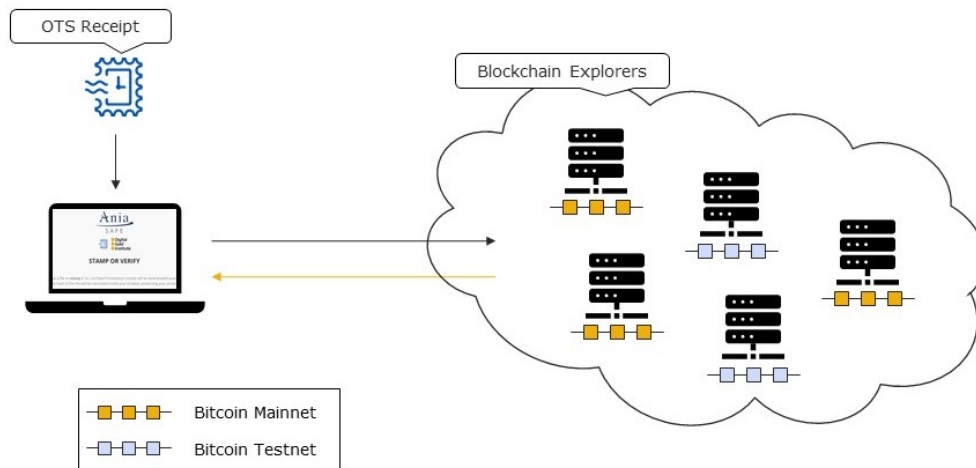 OTS Receipt
Blockchain Explorers
Ania
SAFE
Digital
Gold
Institute
STAMP OR VERIFY
Bitcoin Mainnet
Bitcoin Testnet